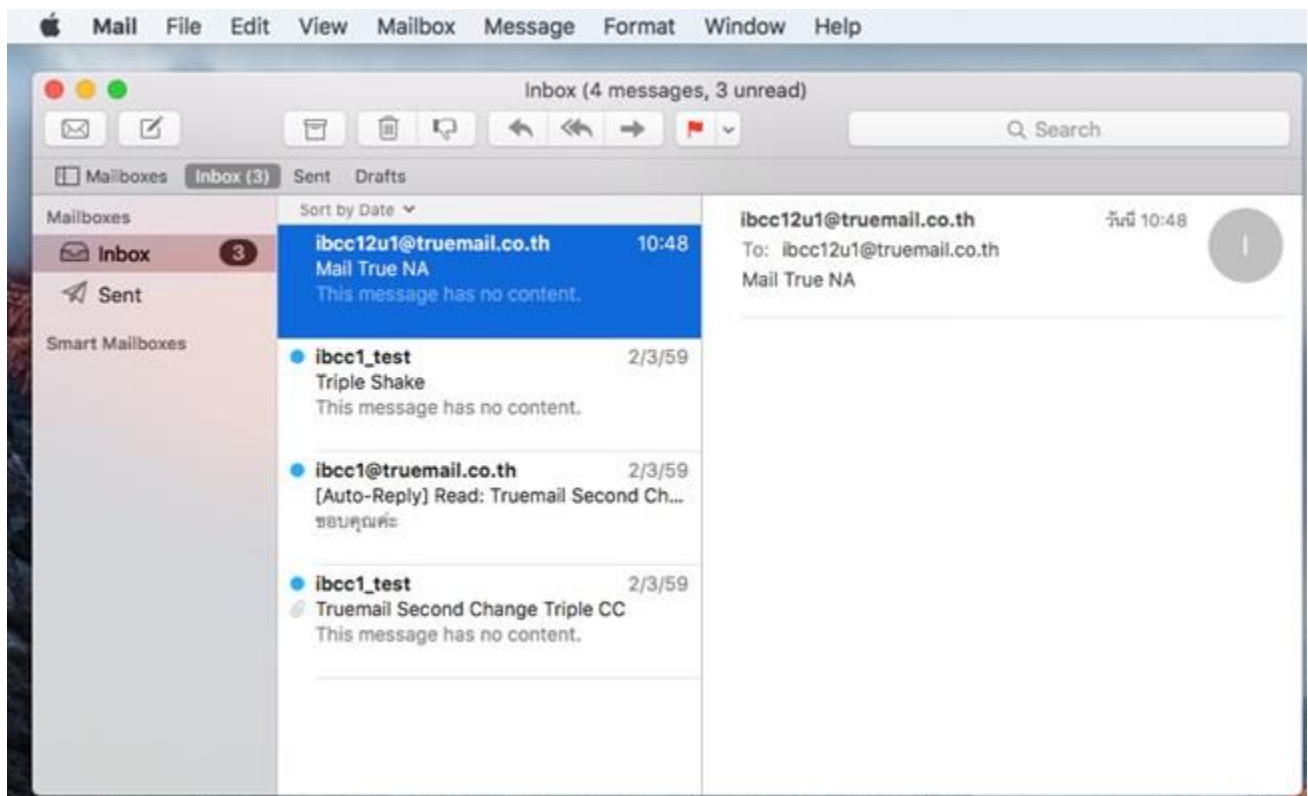 Mail File Edit View Mailbox Message Format Window Help
Inbox (4 messages, 3 unread)
Search
Mailboxes Inbox (3) Sent Drafts
Mailboxes
Inbox 3
Sent
Smart Mailboxes
Sort by Date
ibcc12u1@truemail.co.th 10:48
Mail True NA
This message has no content.
ibcc1_test 2/3/59
Triple Shake
This message has no content.
ibcc1@truemail.co.th 2/3/59
[Auto-Reply] Read: Truemail Second Ch...
ขอบคุณค่ะ
ibcc1_test 2/3/59
Truemail Second Change Triple CC
This message has no content.
ibcc12u1@truemail.co.th วันนี้ 10:48
I
To: ibcc12u1@truemail.co.th
Mail True NA